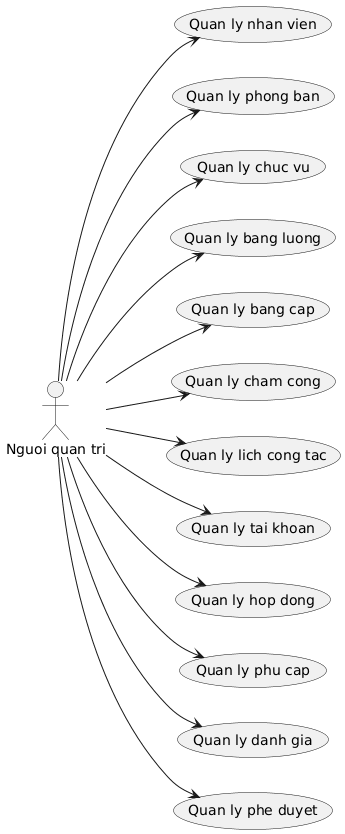 Quan ly nhan vien
Quan ly phong ban
Quan ly chuc vu
Quan ly bang luong
Quan ly bang cap
Quan ly cham cong
Nguoi quan tri
Quan ly lich cong tac
Quan ly tai khoan
Quan ly hop dong
Quan ly phu cap
Quan ly danh gia
Quan ly phe duyet